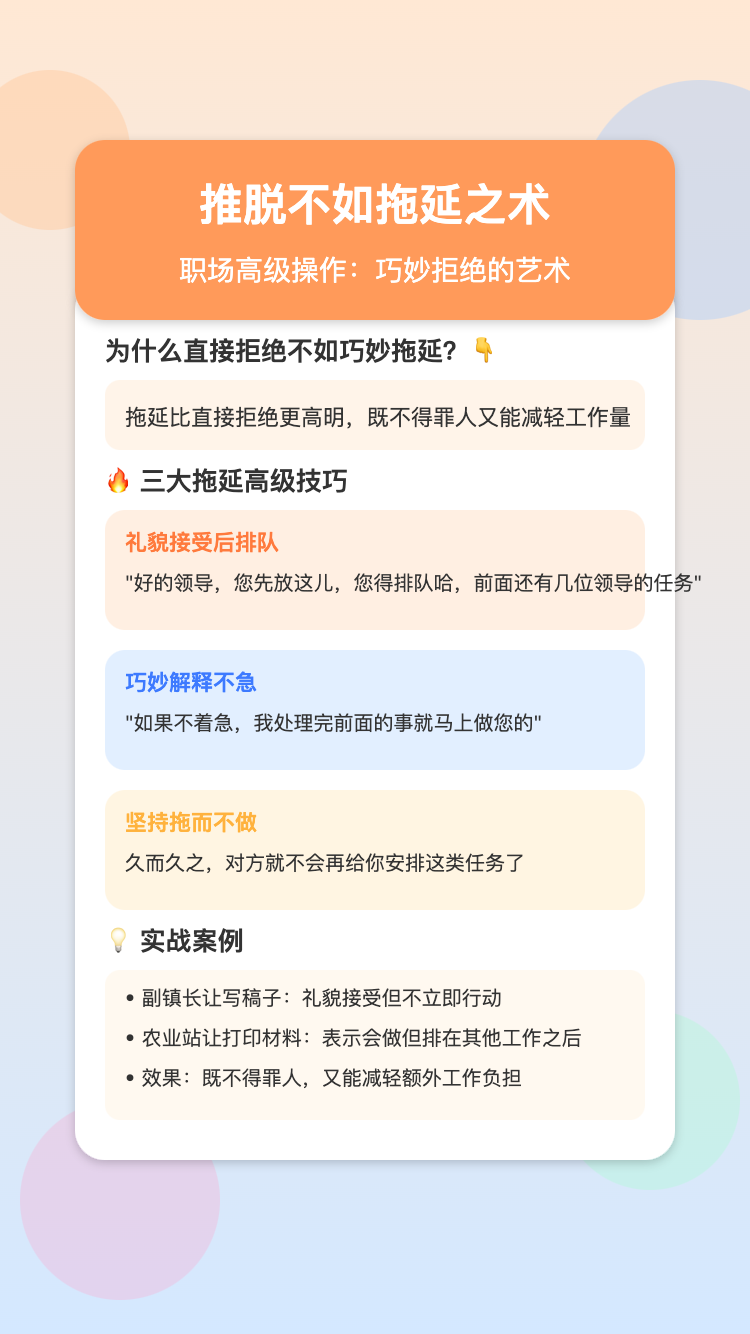 推脱不如拖延之术
职场高级操作：巧妙拒绝的艺术
为什么直接拒绝不如巧妙拖延？👇
拖延比直接拒绝更高明，既不得罪人又能减轻工作量
🔥 三大拖延高级技巧
礼貌接受后排队
"好的领导，您先放这儿，您得排队哈，前面还有几位领导的任务"
巧妙解释不急
"如果不着急，我处理完前面的事就马上做您的"
坚持拖而不做
久而久之，对方就不会再给你安排这类任务了
💡 实战案例
• 副镇长让写稿子：礼貌接受但不立即行动
• 农业站让打印材料：表示会做但排在其他工作之后
• 效果：既不得罪人，又能减轻额外工作负担